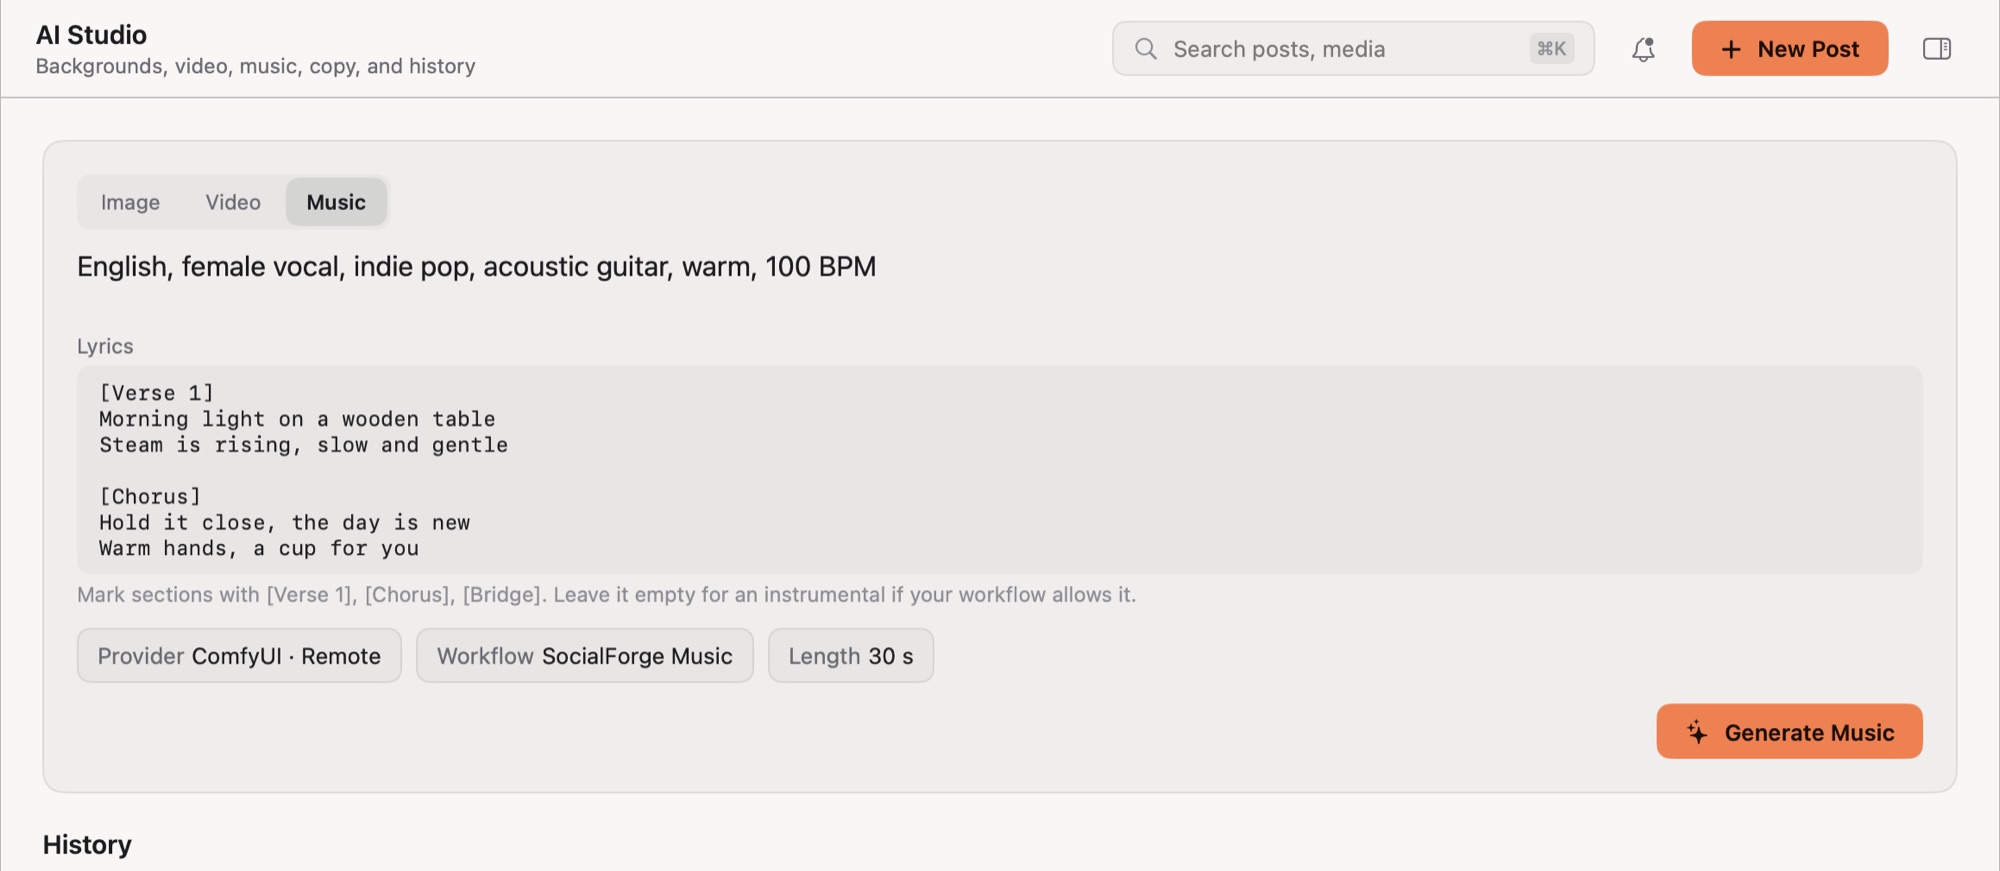 AI Studio
Backgrounds, video, music, copy, and history
Search posts, media
⌘K
+ New Post
Image
Video
Music
English, female vocal, indie pop, acoustic guitar, warm, 100 BPM
Lyrics
[Verse 1]
Morning light on a wooden table
Steam is rising, slow and gentle
[Chorus]
Hold it close, the day is new
Warm hands, a cup for you
Mark sections with [Verse 1], [Chorus], [Bridge]. Leave it empty for an instrumental if your workflow allows it.
Provider ComfyUI · Remote
Workflow SocialForge Music
Length 30 s
Generate Music
History